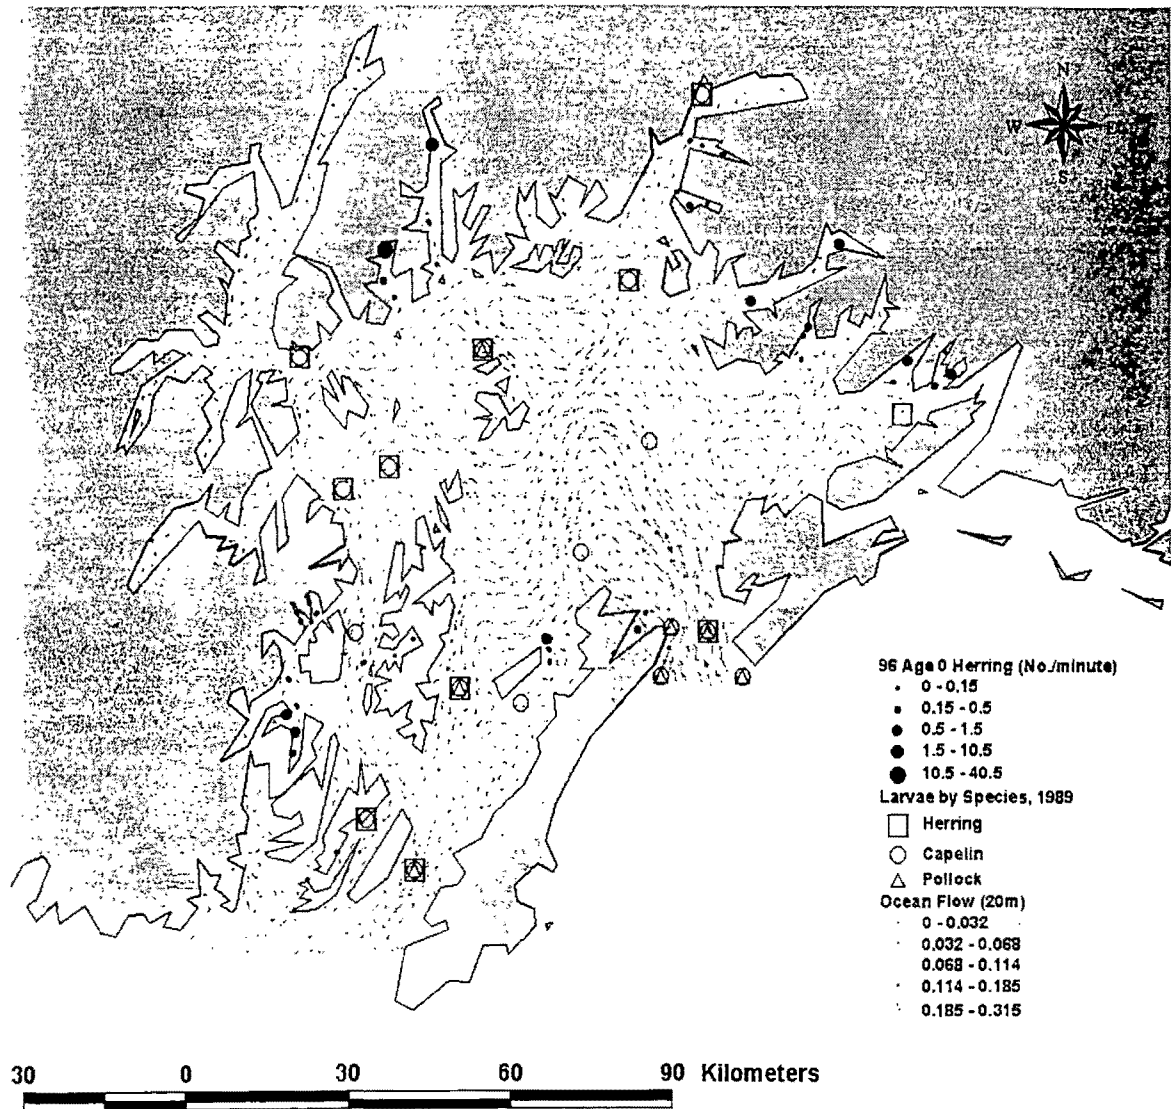 N
W
S
96 Age 0 Herring (No./minute)
0 - 0.15
0.15 - 0.5
0.5 - 1.5
1.5 - 10.5
10.5 - 40.5
Larvae by Species, 1989
Herring
Capelin
Pollock
Ocean Flow (20m)
0 - 0.032
0.032 - 0.068
0.068 - 0.114
0.114 - 0.185
0.185 - 0.315
30 0 30 60 90 Kilometers